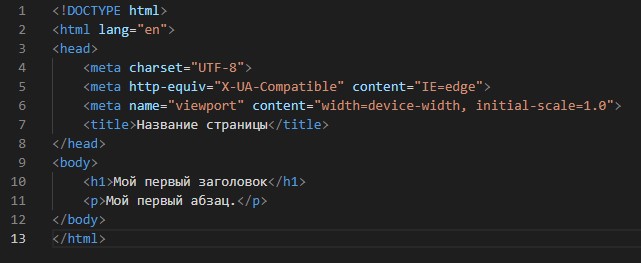 1 <!DOCTYPE html>
2 <html lang="en">
3 <head>
4     <meta charset="UTF-8">
5     <meta http-equiv="X-UA-Compatible" content="IE=edge">
6     <meta name="viewport" content="width=device-width, initial-scale=1.0">
7     <title>Название страницы</title>
8 </head>
9 <body>
10     <h1>Мой первый заголовок</h1>
11     <p>Мой первый абзац.</p>
12 </body>
13 </html>